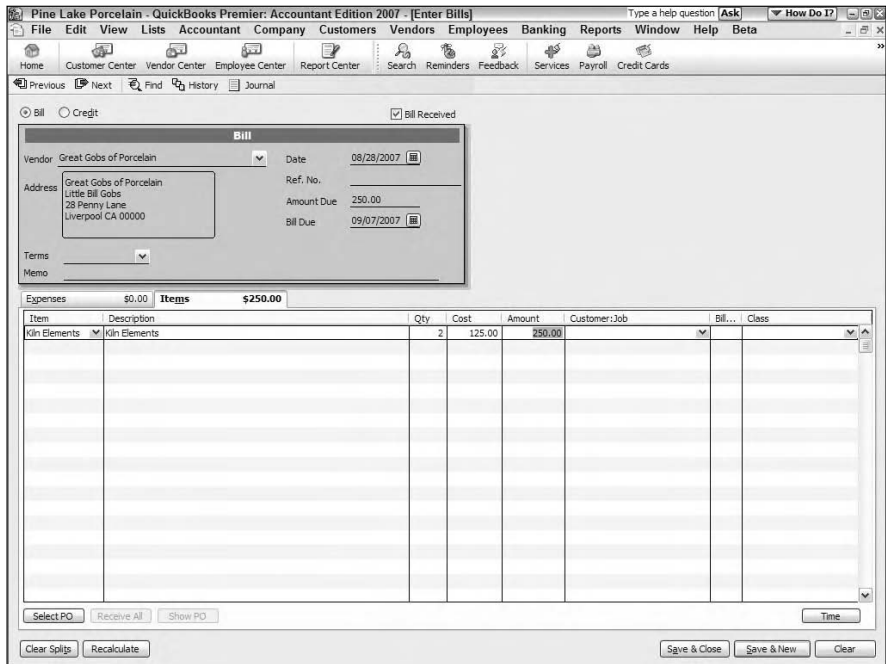 Pine Lake Porcelain - QuickBooks Premier: Accountant Edition 2007 - [Enter Bills] Type a help question Ask How Do I?
File Edit View Lists Accountant Company Customers Vendors Employees Banking Reports Window Help Beta
Home Customer Center Vendor Center Employee Center Report Center Search Reminders Feedback Services Payroll Credit Cards
Previous Next Find History Journal
Bill Credit Bill Received
Bill
Vendor Great Gobs of Porcelain Date 08/28/2007
Address Great Gobs of Porcelain Ref. No.
Little Bill Gobs
28 Penny Lane Amount Due 250.00
Liverpool CA 00000 Bill Due 09/07/2007
Terms
Memo
Expenses $0.00 Items $250.00
Item Description Qty Cost Amount Customer:Job Bill... Class
Kiln Elements Kiln Elements 2 125.00 250.00
Select PO Receive All Show PO Time
Clear Splits Recalculate Save & Close Save & New Clear